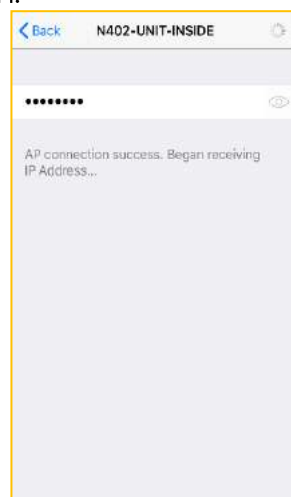 Back N402-UNIT-INSIDE
••••••••
AP connection success. Began receiving
IP Address...